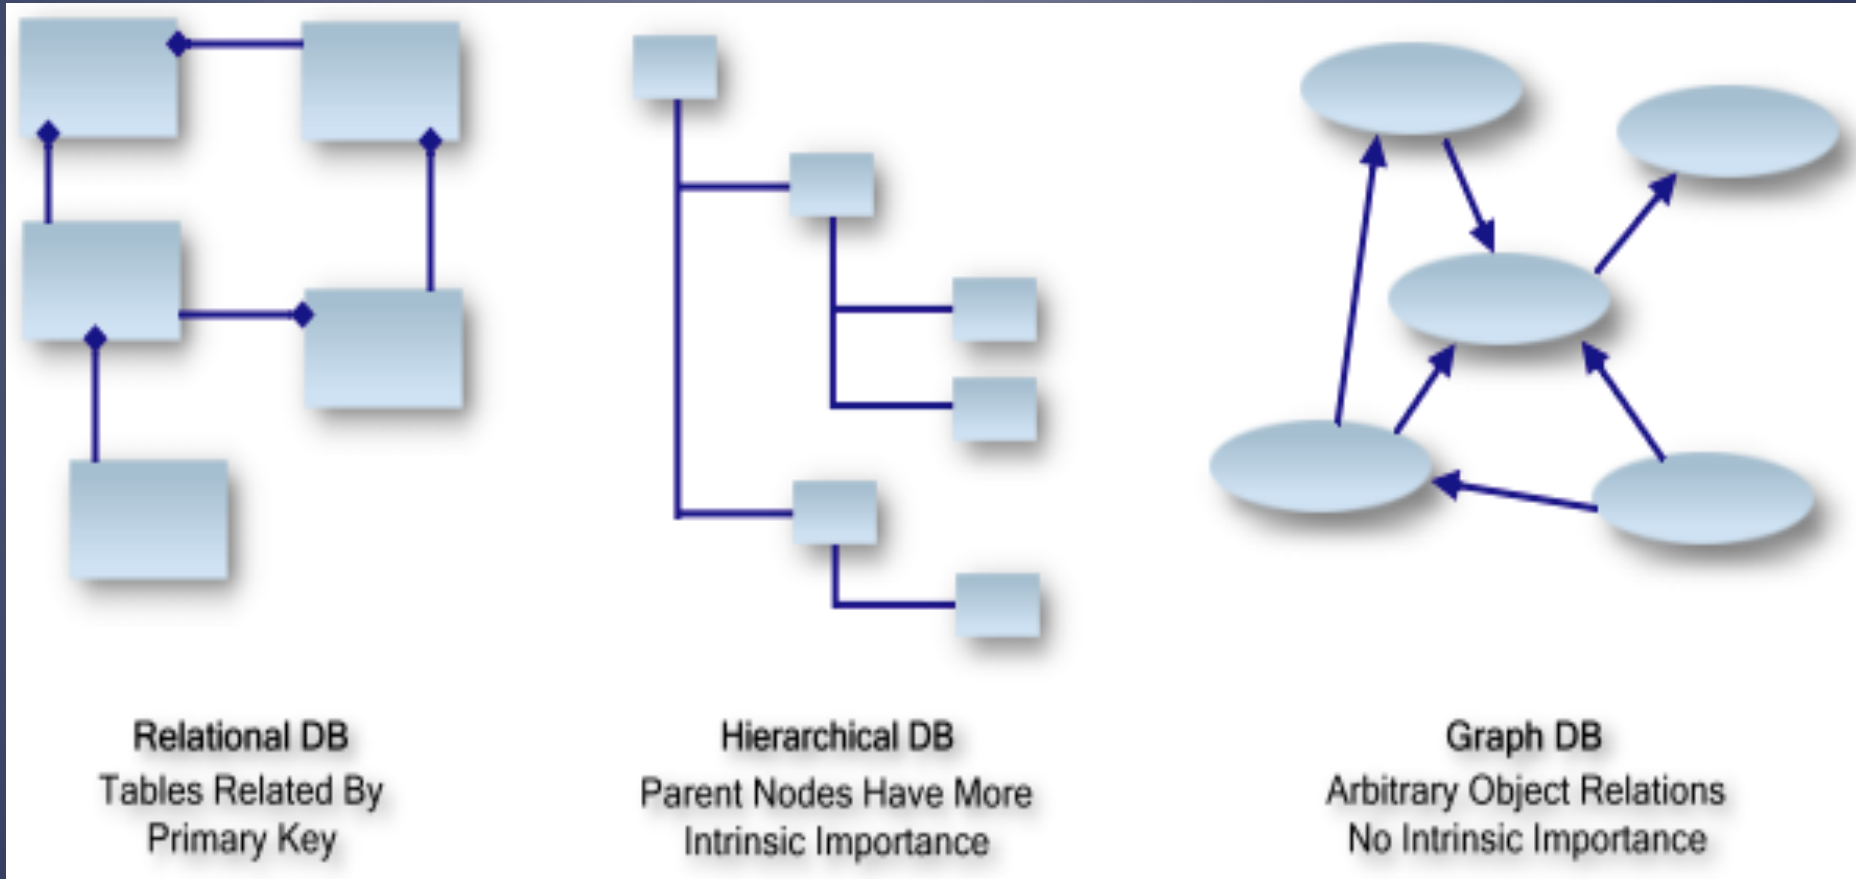 Relational DB
Tables Related By
Primary Key
Hierarchical DB
Parent Nodes Have More
Intrinsic Importance
Graph DB
Arbitrary Object Relations
No Intrinsic Importance